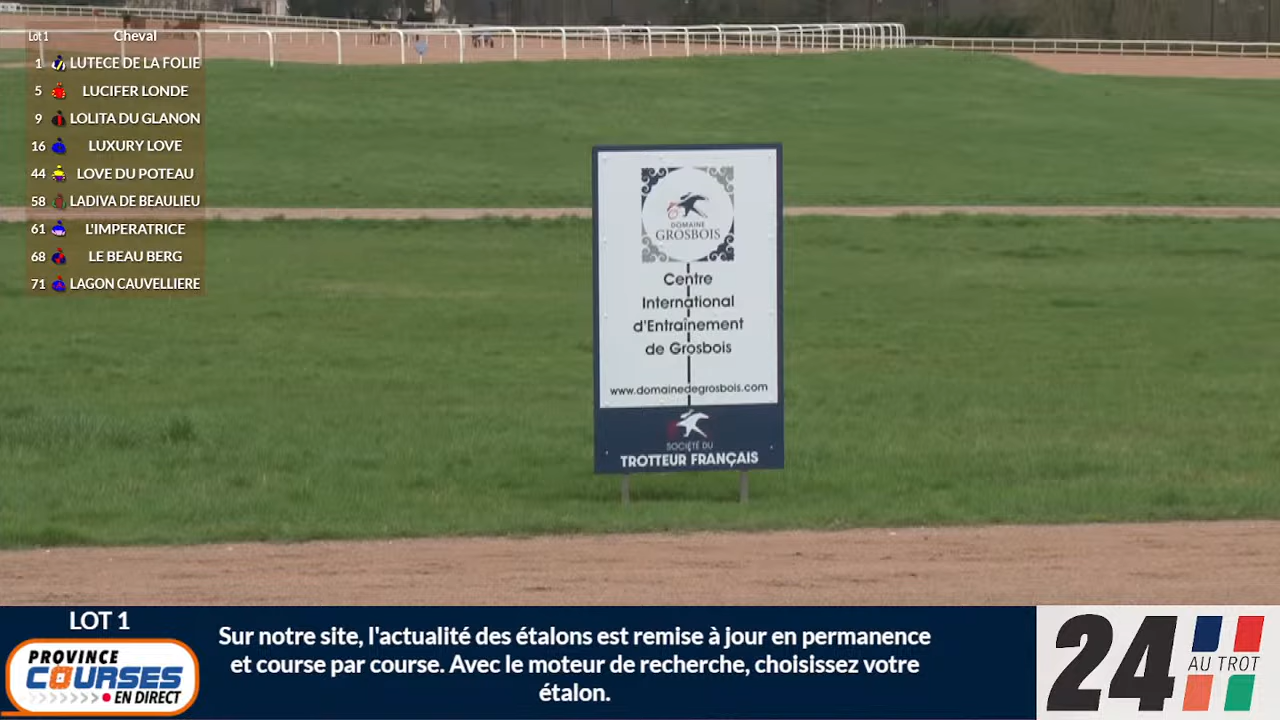 Lot 1 Cheval
1 LUTECE DE LA FOLIE
5 LUCIFER LONDE
9 LOLITA DU GLANON
16 LUXURY LOVE
44 LOVE DU POTEAU
58 LADIVA DE BEAULIEU
61 L'IMPERATRICE
68 LE BEAU BERG
71 LAGON CAUVELLIERE
DOMAINE
GROSBOIS
Centre
International
d'Entraînement
de Grosbois
www.domainedegrosbois.com
SOCIÉTÉ DU
TROTTEUR FRANÇAIS
LOT 1
PROVINCE
COURSES
EN DIRECT
Sur notre site, l'actualité des étalons est remise à jour en permanence
et course par course. Avec le moteur de recherche, choisissez votre
étalon.
24 AU TROT